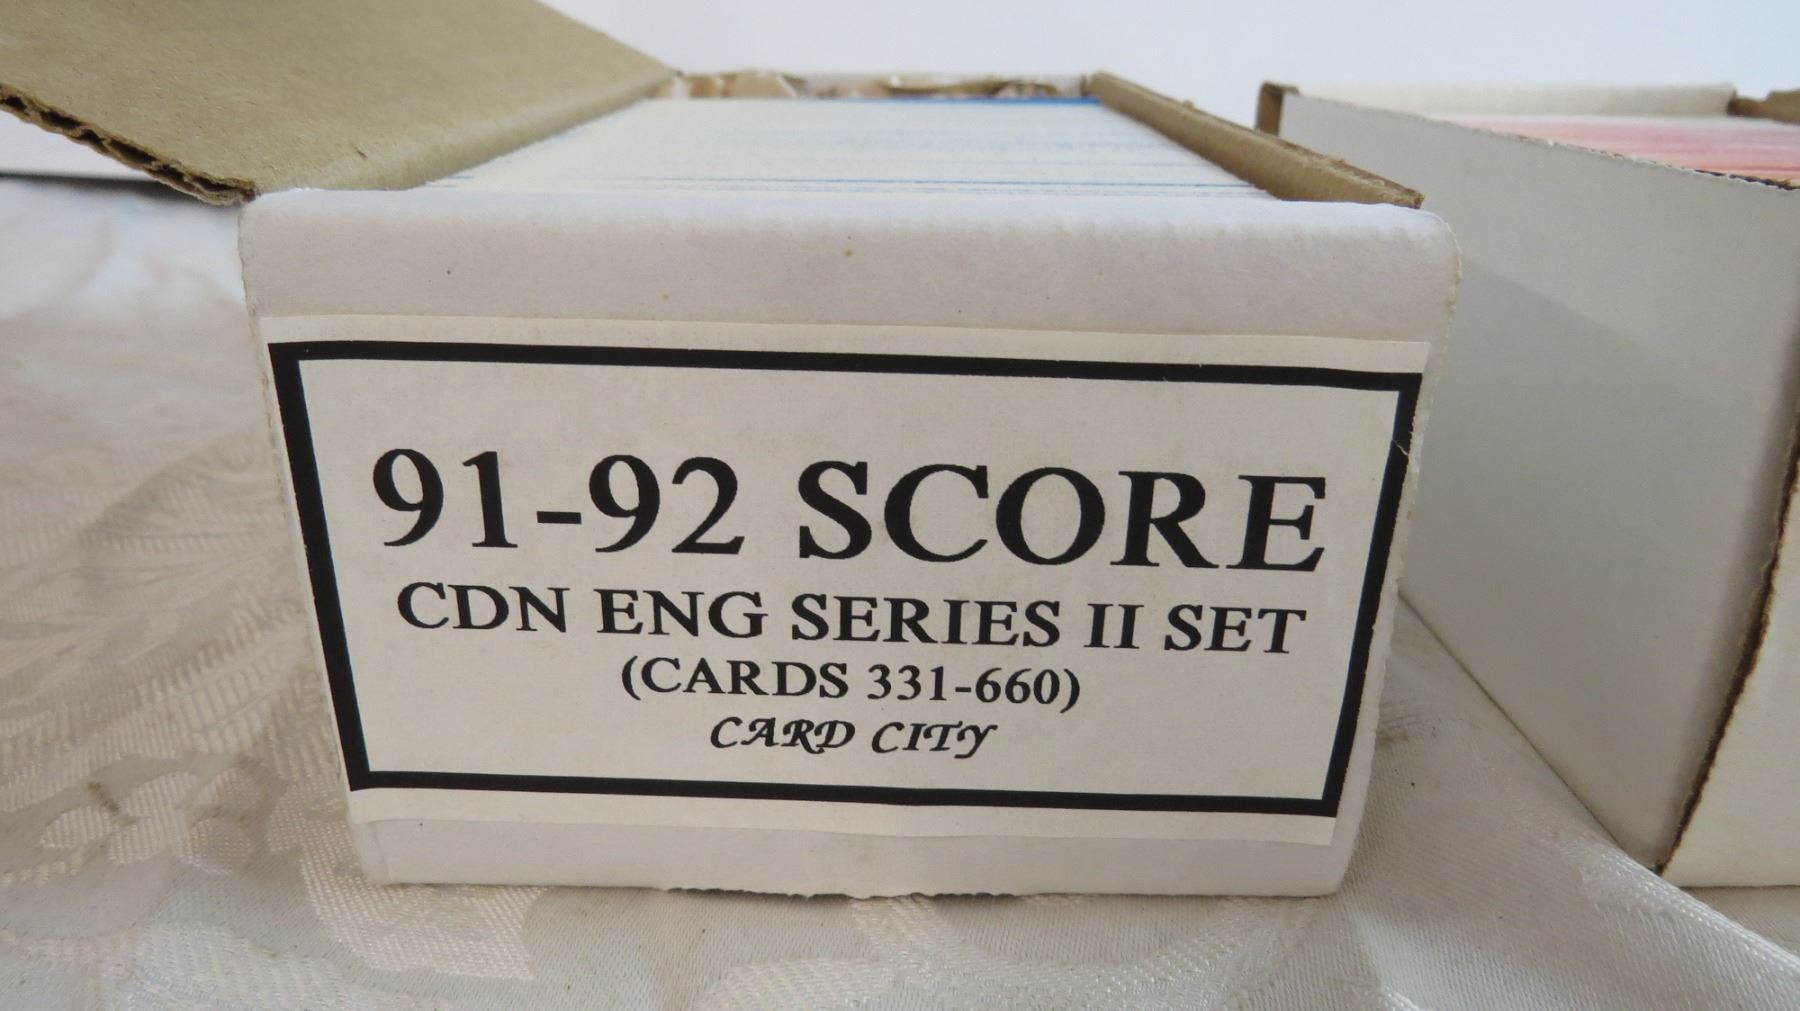 91-92 SCORE
CDN ENG SERIES II SET
(CARDS 331-660)
CARD CITY